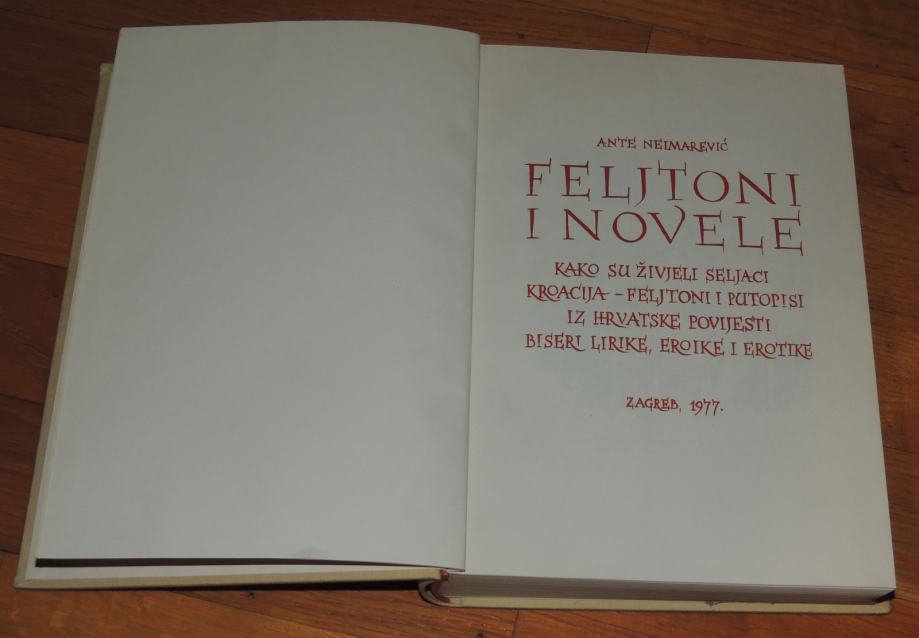 ANTE NEIMAREVIĆ
FELJTONI
I NOVELE
KAKO SU ŽIVJELI SELJACI
KROACIJA - FELJTONI I PUTOPISI
IZ HRVATSKE POVIJESTI
BISERI LIRIKE, EROIKE I EROTIKE
ZAGREB, 1977.